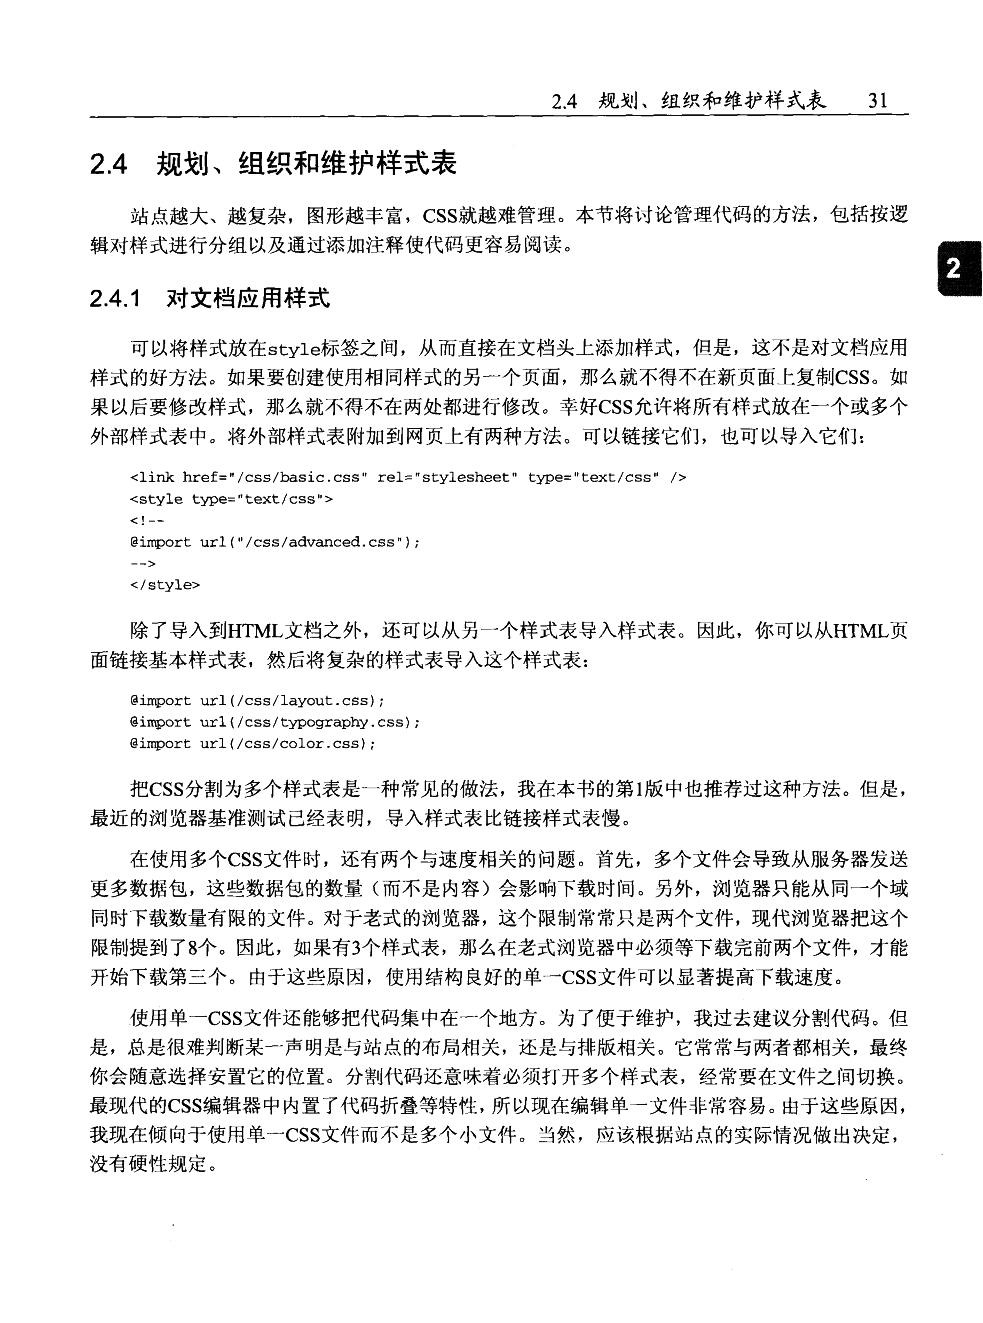 2.4 规划、组织和维护样式表 31
2.4 规划、组织和维护样式表
站点越大、越复杂，图形越丰富，CSS就越难管理。本节将讨论管理代码的方法，包括按逻
辑对样式进行分组以及通过添加注释使代码更容易阅读。
2
2.4.1 对文档应用样式
可以将样式放在style标签之间，从而直接在文档头上添加样式，但是，这不是对文档应用
样式的好方法。如果要创建使用相同样式的另一个页面，那么就不得不在新页面上复制CSS。如
果以后要修改样式，那么就不得不在两处都进行修改。幸好CSS允许将所有样式放在一个或多个
外部样式表中。将外部样式表附加到网页上有两种方法。可以链接它们，也可以导入它们：
<link href="/css/basic.css" rel="stylesheet" type="text/css" />
<style type="text/css">
<!--
@import url("/css/advanced.css");
-->
</style>
除了导入到HTML文档之外，还可以从另一个样式表导入样式表。因此，你可以从HTML页
面链接基本样式表，然后将复杂的样式表导入这个样式表：
@import url(/css/layout.css);
@import url(/css/typography.css);
@import url(/css/color.css);
把CSS分割为多个样式表是一种常见的做法，我在本书的第1版中也推荐过这种方法。但是，
最近的浏览器基准测试已经表明，导入样式表比链接样式表慢。
在使用多个CSS文件时，还有两个与速度相关的问题。首先，多个文件会导致从服务器发送
更多数据包，这些数据包的数量（而不是内容）会影响下载时间。另外，浏览器只能从同一个域
同时下载数量有限的文件。对于老式的浏览器，这个限制常常只是两个文件，现代浏览器把这个
限制提到了8个。因此，如果有3个样式表，那么在老式浏览器中必须等下载完前两个文件，才能
开始下载第三个。由于这些原因，使用结构良好的单一CSS文件可以显著提高下载速度。
使用单一CSS文件还能够把代码集中在一个地方。为了便于维护，我过去建议分割代码。但
是，总是很难判断某一声明是与站点的布局相关，还是与排版相关。它常常与两者都相关，最终
你会随意选择安置它的位置。分割代码还意味着必须打开多个样式表，经常要在文件之间切换。
最现代的CSS编辑器中内置了代码折叠等特性，所以现在编辑单一文件非常容易。由于这些原因，
我现在倾向于使用单一CSS文件而不是多个小文件。当然，应该根据站点的实际情况做出决定，
没有硬性规定。